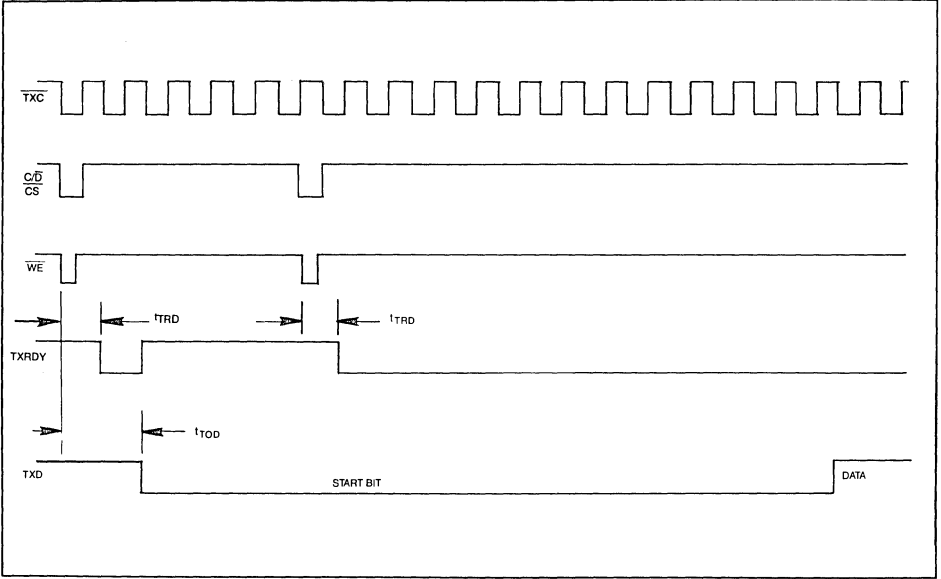 TXC
C/D
CS
WE
tTRD
tTRD
TXRDY
tTOD
TXD
START BIT
DATA